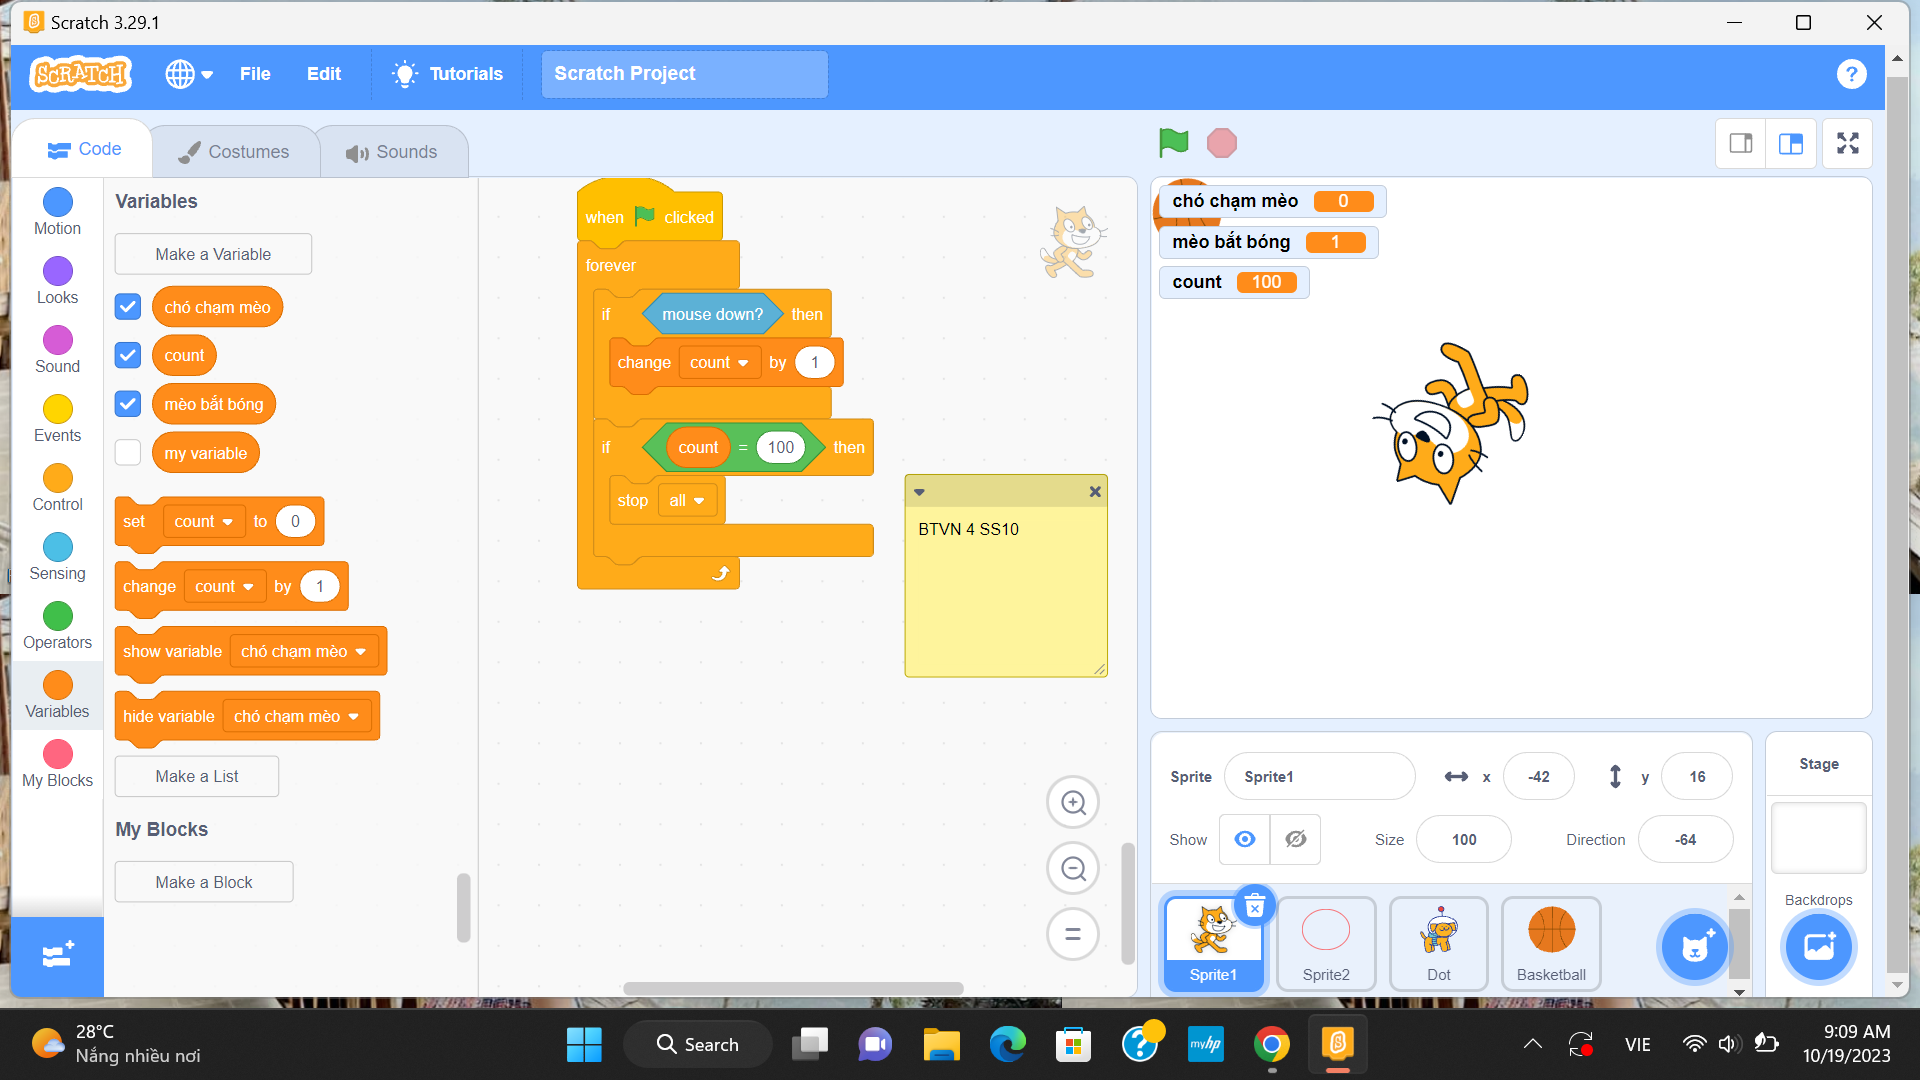 Scratch 3.29.1
SCRATCH
File
Edit
Tutorials
Scratch Project
?
Code
Costumes
Sounds
Motion
Looks
Sound
Events
Control
Sensing
Operators
Variables
My Blocks
Variables
Make a Variable
chó chạm mèo
count
mèo bắt bóng
my variable
set count to 0
change count by 1
show variable chó chạm mèo
hide variable chó chạm mèo
Make a List
My Blocks
Make a Block
when clicked
forever
if mouse down? then
change count by 1
if count = 100 then
stop all
BTVN 4 SS10
chó chạm mèo 0
mèo bắt bóng 1
count 100
Sprite Sprite1 x -42 y 16
Show Size 100 Direction -64
Sprite1
Sprite2
Dot
Basketball
Stage
Backdrops
28°C
Nắng nhiều nơi
Search
myhp
VIE
9:09 AM
10/19/2023